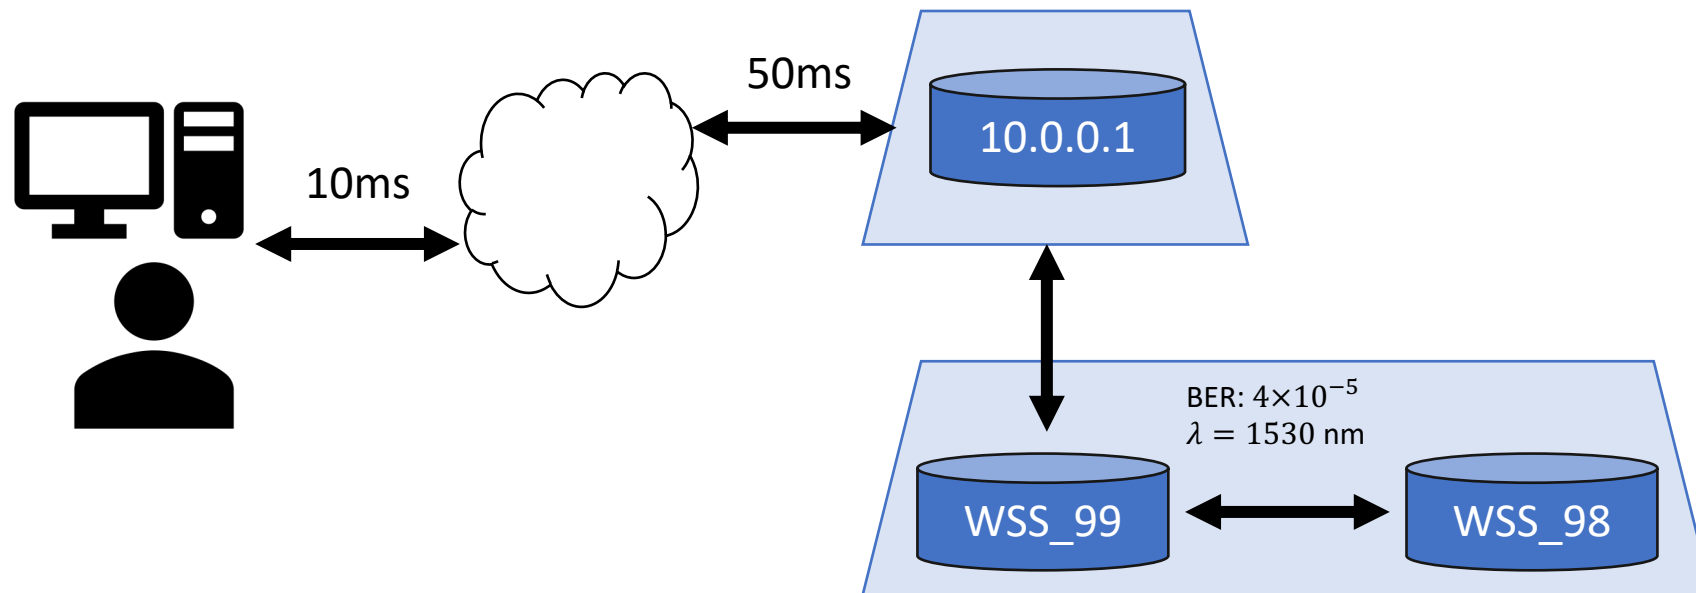 50ms
10.0.0.1
10ms
BER: 4×10⁻⁵
λ = 1530 nm
WSS_99
WSS_98